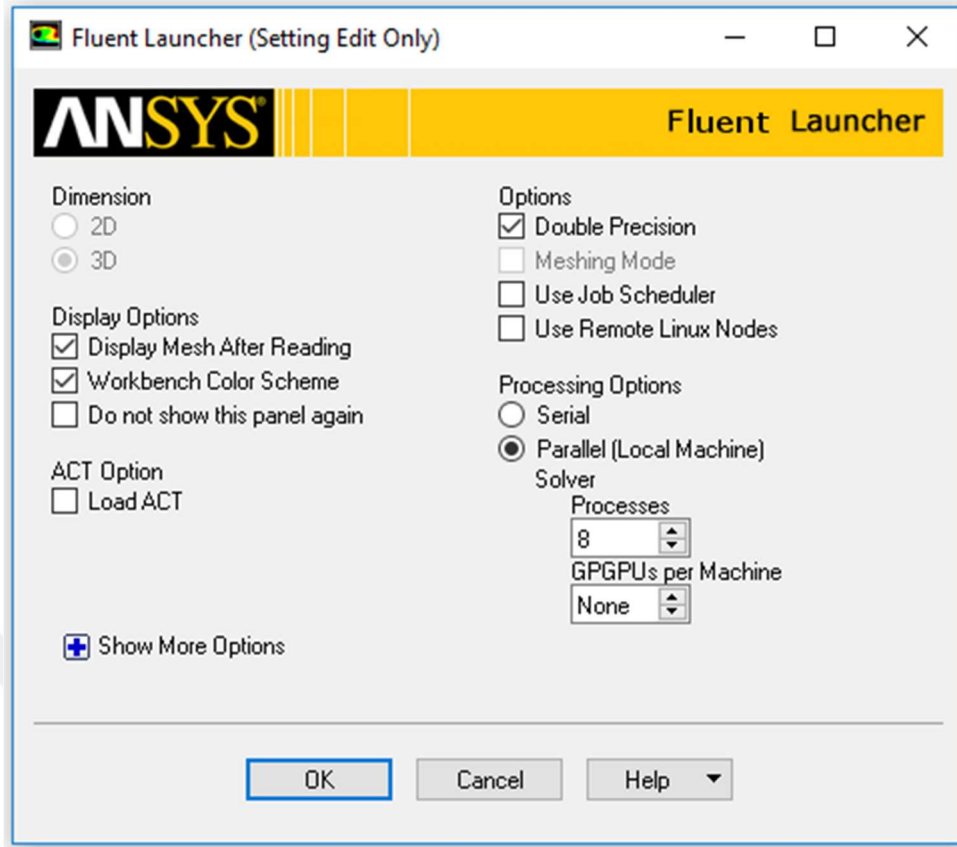 Fluent Launcher (Setting Edit Only)
ANSYS®
Fluent Launcher
Dimension
2D
3D
Display Options
Display Mesh After Reading
Workbench Color Scheme
Do not show this panel again
ACT Option
Load ACT
Show More Options
Options
Double Precision
Meshing Mode
Use Job Scheduler
Use Remote Linux Nodes
Processing Options
Serial
Parallel (Local Machine)
Solver
Processes
8
GPGPUs per Machine
None
OK
Cancel
Help